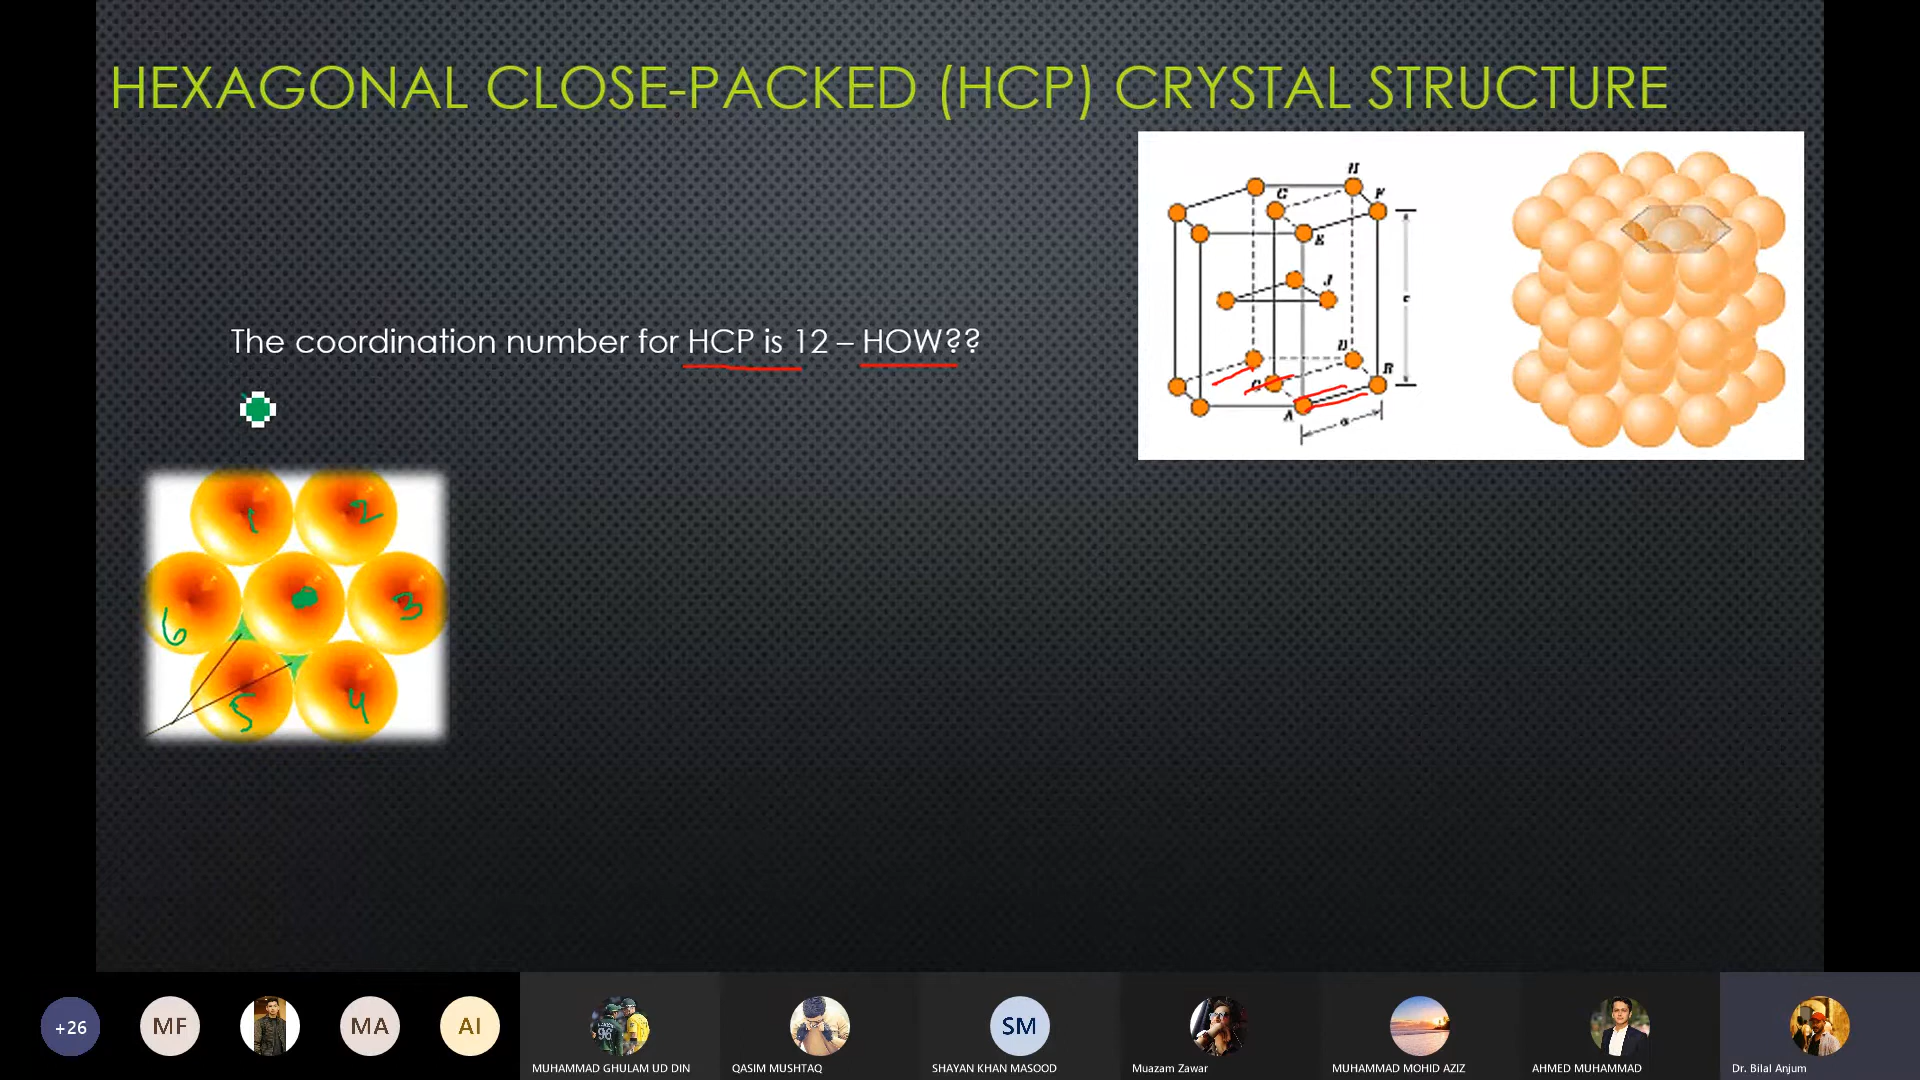 HEXAGONAL CLOSE-PACKED (HCP) CRYSTAL STRUCTURE
The coordination number for HCP is 12 – HOW??
H
G
F
E
J
c
D
B
C
A
a
1
2
6
3
5
4
+26
MF
MA
AI
SM
96
MUHAMMAD GHULAM UD DIN
QASIM MUSHTAQ
SHAYAN KHAN MASOOD
Muazam Zawar
MUHAMMAD MOHID AZIZ
AHMED MUHAMMAD
Dr. Bilal Anjum